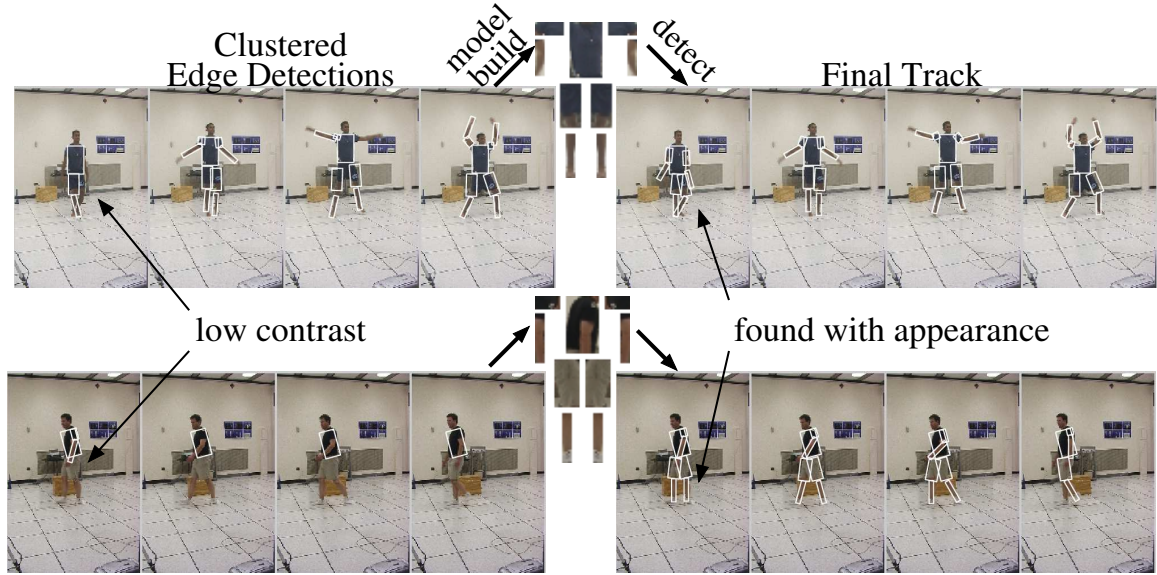 Clustered
Edge Detections
model
build
detect
Final Track
low contrast
found with appearance